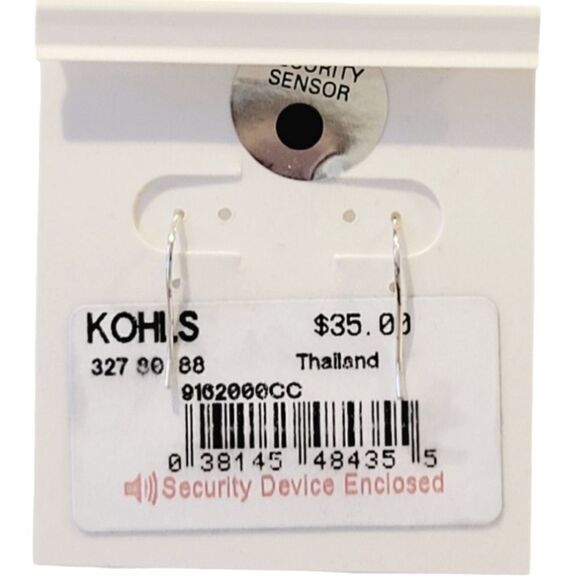 SECURITY
SENSOR
KOHLS $35.00
327 80 88 Thailand
9162000CC
0 38145 48435 5
Security Device Enclosed